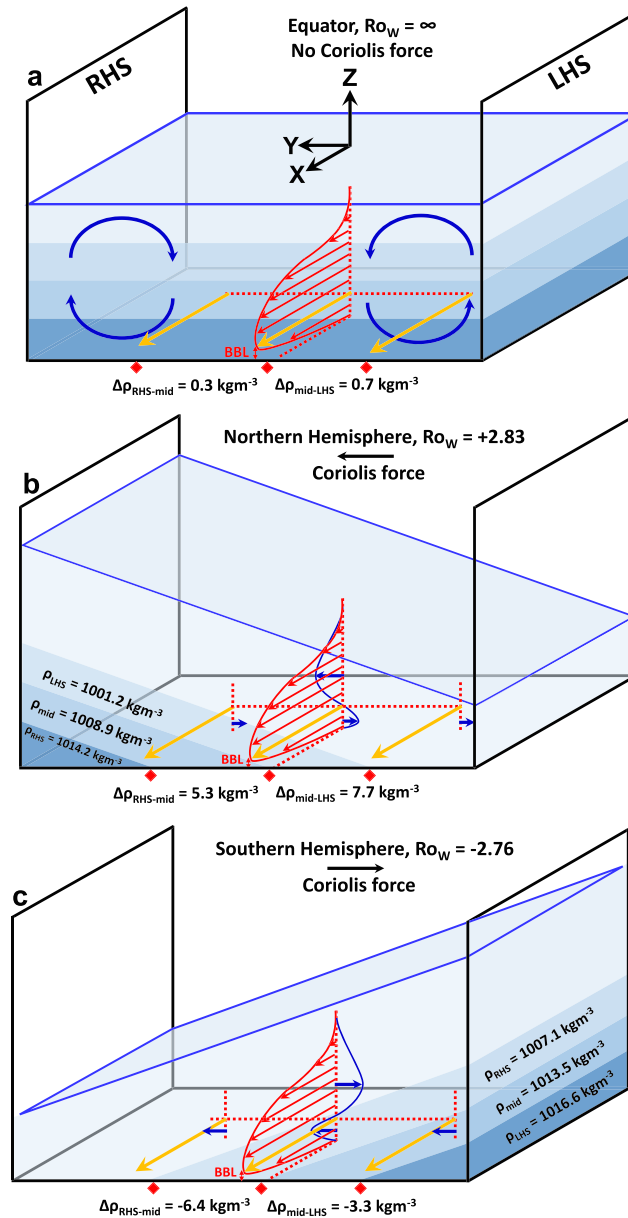 Equator, Ro_W = ∞
No Coriolis force
a
RHS
LHS
Z
Y
X
BBL
Δρ_RHS-mid = 0.3 kgm⁻³
Δρ_mid-LHS = 0.7 kgm⁻³
Northern Hemisphere, Ro_W = +2.83
Coriolis force
b
ρ_LHS = 1001.2 kgm⁻³
ρ_mid = 1008.9 kgm⁻³
ρ_RHS = 1014.2 kgm⁻³
BBL
Δρ_RHS-mid = 5.3 kgm⁻³
Δρ_mid-LHS = 7.7 kgm⁻³
Southern Hemisphere, Ro_W = -2.76
Coriolis force
c
ρ_RHS = 1007.1 kgm⁻³
ρ_mid = 1013.5 kgm⁻³
ρ_LHS = 1016.6 kgm⁻³
BBL
Δρ_RHS-mid = -6.4 kgm⁻³
Δρ_mid-LHS = -3.3 kgm⁻³